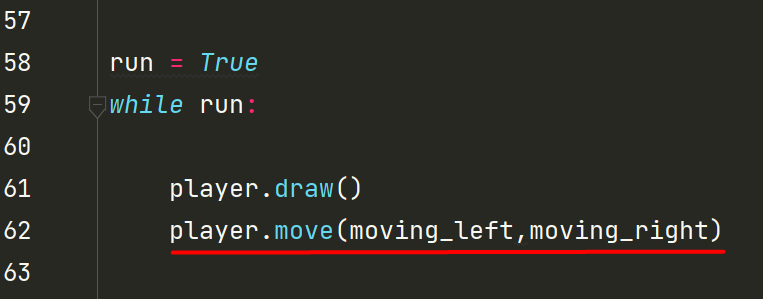 57
58 run = True
59 while run:
60
61 player.draw()
62 player.move(moving_left,moving_right)
63